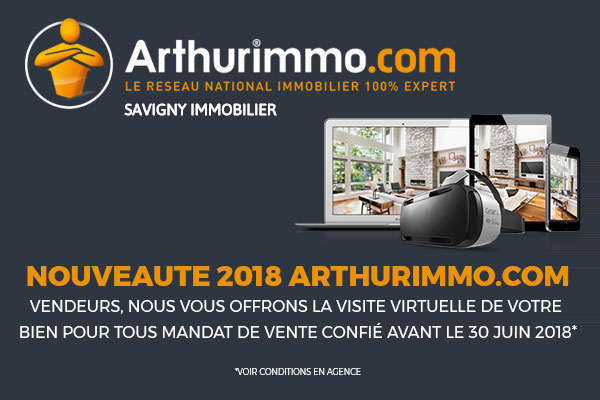 Arthurimmo.com
LE RESEAU NATIONAL IMMOBILIER 100% EXPERT
SAVIGNY IMMOBILIER
Gear
NOUVEAUTE 2018 ARTHURIMMO.COM
VENDEURS, NOUS VOUS OFFRONS LA VISITE VIRTUELLE DE VOTRE
BIEN POUR TOUS MANDAT DE VENTE CONFIÉ AVANT LE 30 JUIN 2018*
*VOIR CONDITIONS EN AGENCE